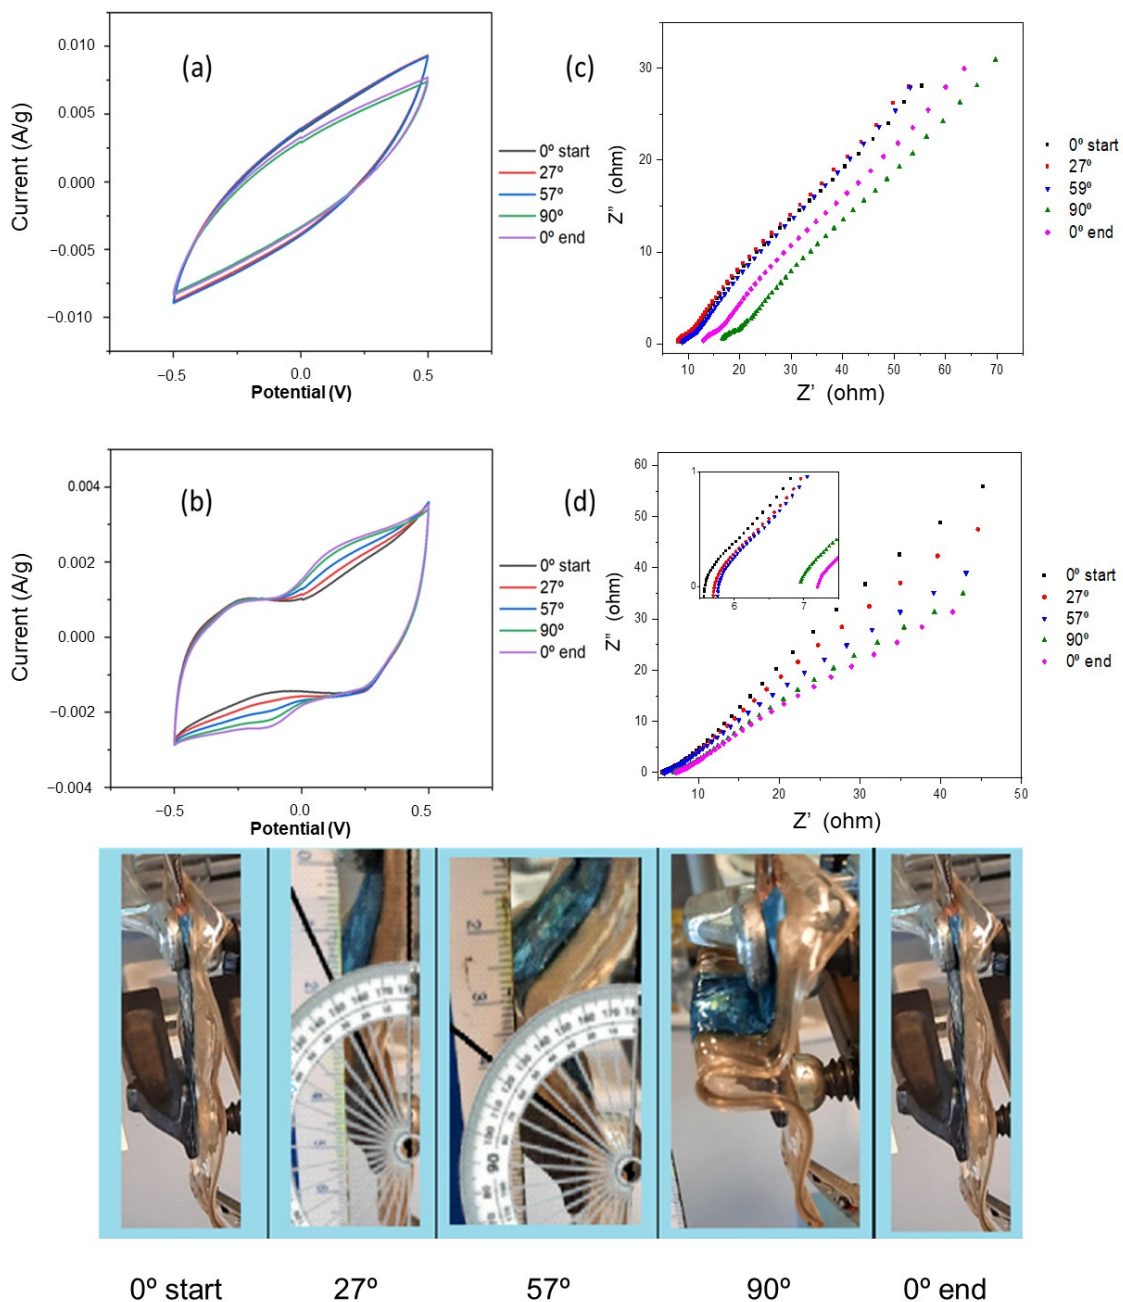 (a)
0.010
0.005
0.000
−0.005
−0.010
Current (A/g)
−0.5
0.0
0.5
Potential (V)
0º start
27º
57º
90º
0º end
(c)
30
20
10
0
Z'' (ohm)
10
20
30
40
50
60
70
Z' (ohm)
0º start
27º
59º
90º
0º end
(b)
0.004
0.002
0.000
−0.002
−0.004
Current (A/g)
−0.5
0.0
0.5
Potential (V)
0º start
27º
57º
90º
0º end
(d)
60
50
40
30
20
10
0
Z'' (ohm)
1
0
6
7
10
20
30
40
50
Z' (ohm)
0º start
27º
57º
90º
0º end
0º start
27º
57º
90º
0º end